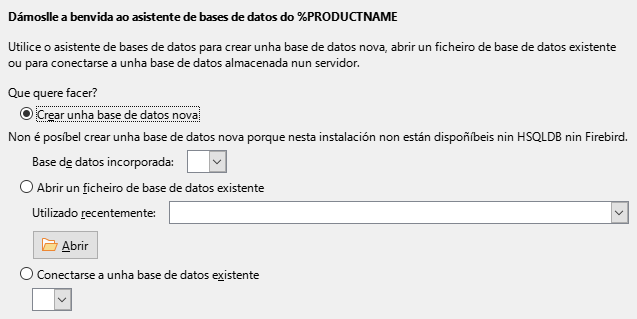 Dámoslle a benvida ao asistente de bases de datos do %PRODUCTNAME
Utilice o asistente de bases de datos para crear unha base de datos nova, abrir un ficheiro de base de datos existente
ou para conectarse a unha base de datos almacenada nun servidor.
Que quere facer?
Crear unha base de datos nova
Non é posíbel crear unha base de datos nova porque nesta instalación non están dispoñíbeis nin HSQLDB nin Firebird.
Base de datos incorporada:
Abrir un ficheiro de base de datos existente
Utilizado recentemente:
Abrir
Conectarse a unha base de datos existente